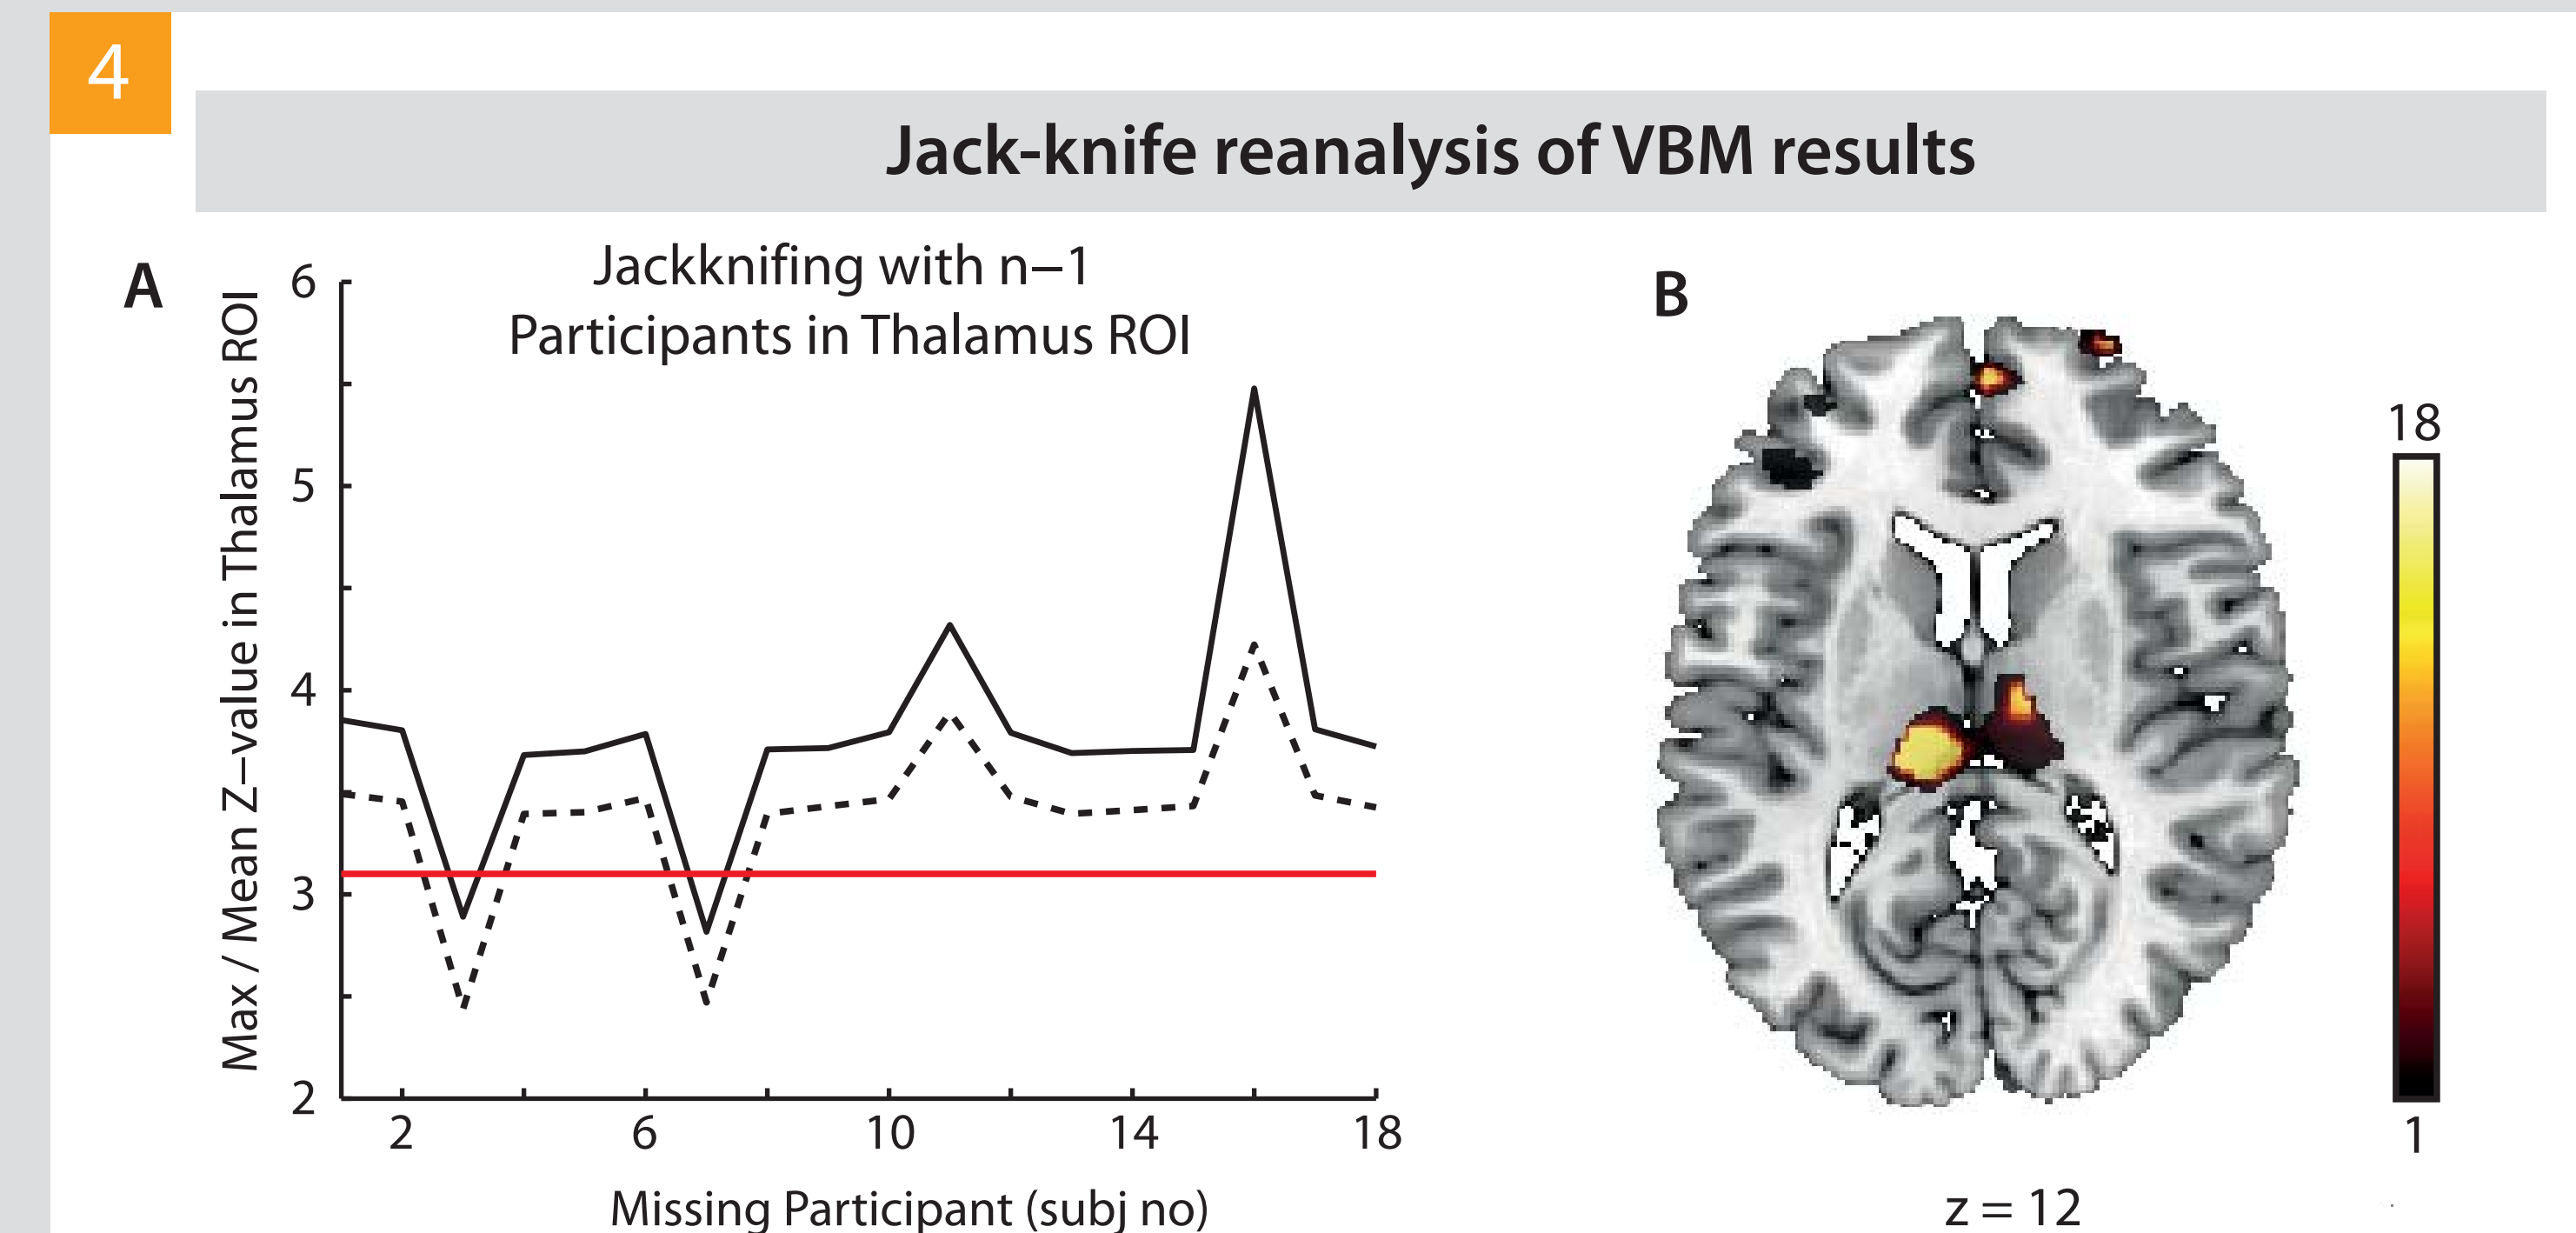 4
Jack-knife reanalysis of VBM results
A
Jackknifing with n−1
Participants in Thalamus ROI
Max / Mean Z−value in Thalamus ROI
6
5
4
3
2
2 6 10 14 18
Missing Participant (subj no)
B
18
1
z = 12